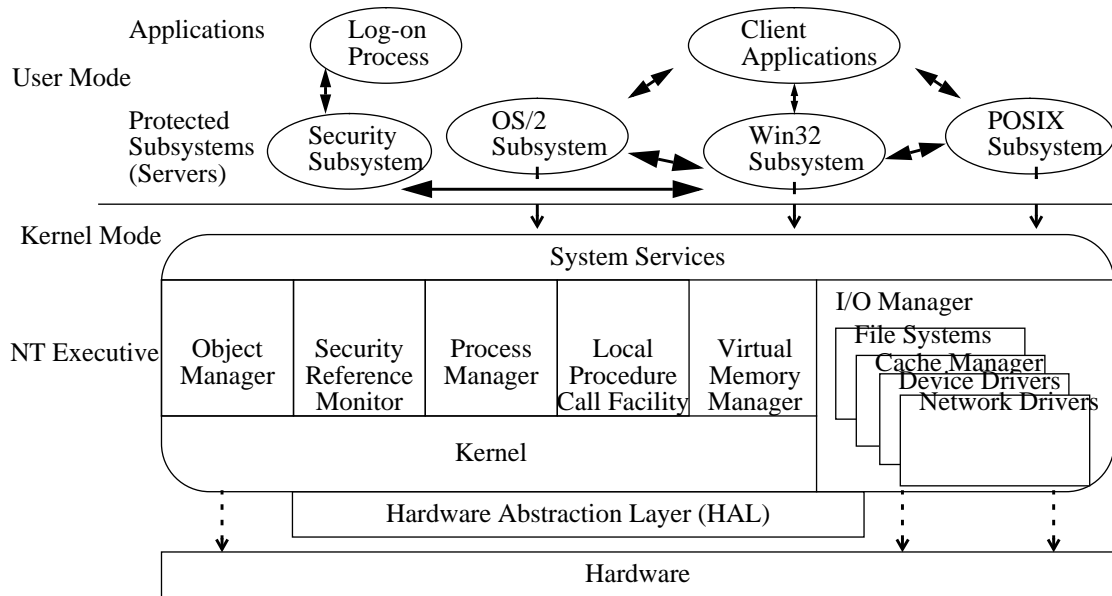 Applications
Log-on
Process
Client
Applications
User Mode
Protected
Subsystems
(Servers)
Security
Subsystem
OS/2
Subsystem
Win32
Subsystem
POSIX
Subsystem
Kernel Mode
System Services
NT Executive
Object
Manager
Security
Reference
Monitor
Process
Manager
Local
Procedure
Call Facility
Virtual
Memory
Manager
I/O Manager
File Systems
Cache Manager
Device Drivers
Network Drivers
Kernel
Hardware Abstraction Layer (HAL)
Hardware